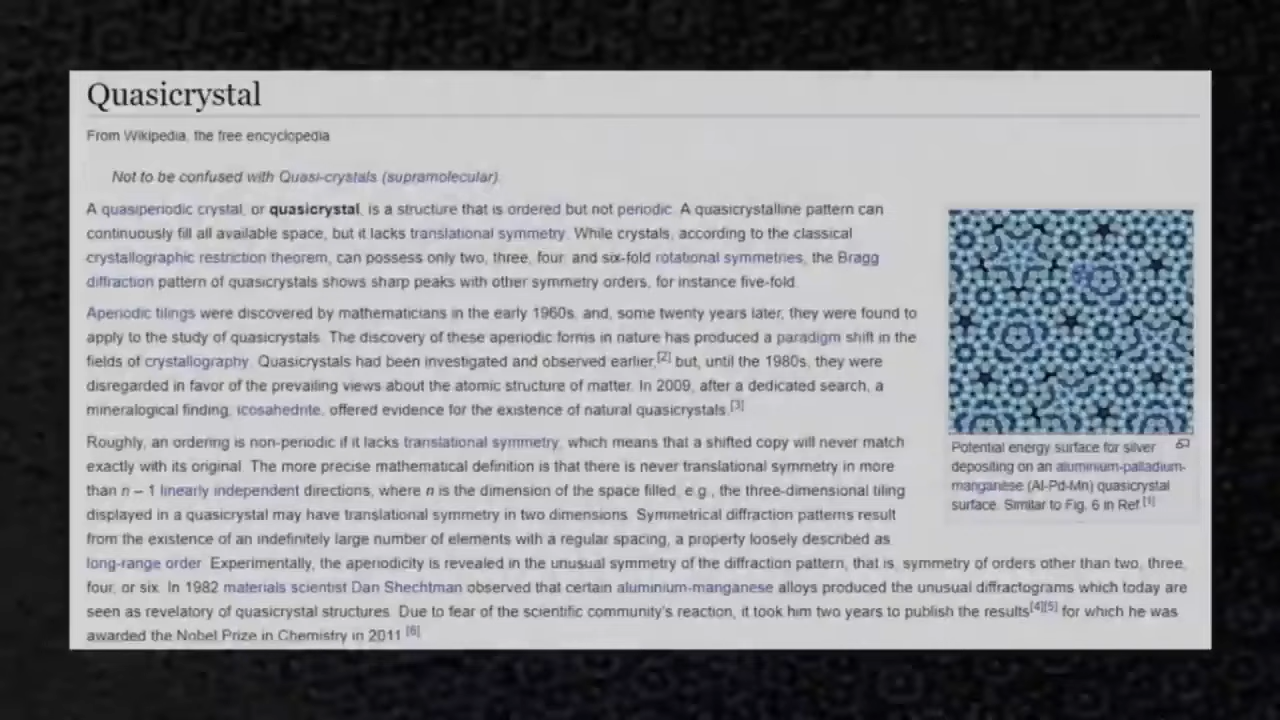 Quasicrystal
From Wikipedia, the free encyclopedia
Not to be confused with Quasi-crystals (supramolecular).
A quasiperiodic crystal, or quasicrystal, is a structure that is ordered but not periodic. A quasicrystalline pattern can
continuously fill all available space, but it lacks translational symmetry. While crystals, according to the classical
crystallographic restriction theorem, can possess only two, three, four, and six-fold rotational symmetries, the Bragg
diffraction pattern of quasicrystals shows sharp peaks with other symmetry orders, for instance five-fold.
Aperiodic tilings were discovered by mathematicians in the early 1960s, and, some twenty years later, they were found to
apply to the study of quasicrystals. The discovery of these aperiodic forms in nature has produced a paradigm shift in the
fields of crystallography. Quasicrystals had been investigated and observed earlier,[2] but, until the 1980s, they were
disregarded in favor of the prevailing views about the atomic structure of matter. In 2009, after a dedicated search, a
mineralogical finding, icosahedrite, offered evidence for the existence of natural quasicrystals.[3]
Roughly, an ordering is non-periodic if it lacks translational symmetry, which means that a shifted copy will never match
exactly with its original. The more precise mathematical definition is that there is never translational symmetry in more
than n – 1 linearly independent directions, where n is the dimension of the space filled, e.g., the three-dimensional tiling
displayed in a quasicrystal may have translational symmetry in two dimensions. Symmetrical diffraction patterns result
from the existence of an indefinitely large number of elements with a regular spacing, a property loosely described as
long-range order. Experimentally, the aperiodicity is revealed in the unusual symmetry of the diffraction pattern, that is, symmetry of orders other than two, three,
four, or six. In 1982 materials scientist Dan Shechtman observed that certain aluminium-manganese alloys produced the unusual diffractograms which today are
seen as revelatory of quasicrystal structures. Due to fear of the scientific community's reaction, it took him two years to publish the results[4][5] for which he was
awarded the Nobel Prize in Chemistry in 2011.[6]
Potential energy surface for silver
depositing on an aluminium-palladium-
manganese (Al-Pd-Mn) quasicrystal
surface. Similar to Fig. 6 in Ref.[1]